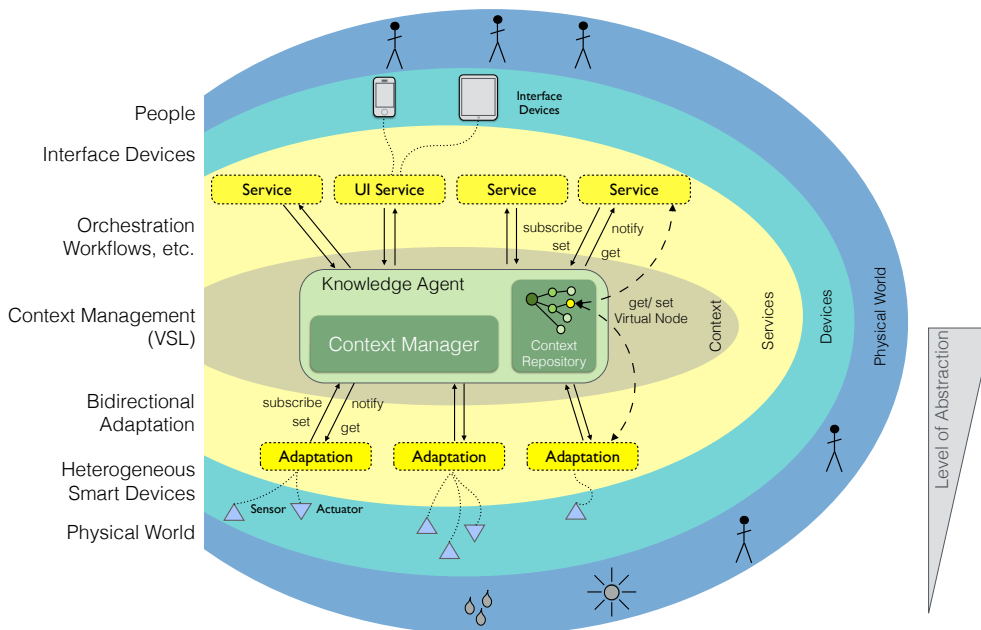 People
Interface Devices
Orchestration
Workflows, etc.
Context Management
(VSL)
Bidirectional
Adaptation
Heterogeneous
Smart Devices
Physical World
Interface
Devices
Service
UI Service
Service
Service
subscribe
set
notify
get
Knowledge Agent
Context Manager
Context
Repository
get/ set
Virtual Node
Context
Services
Devices
Physical World
Level of Abstraction
subscribe
set
notify
get
Adaptation
Adaptation
Adaptation
Sensor
Actuator